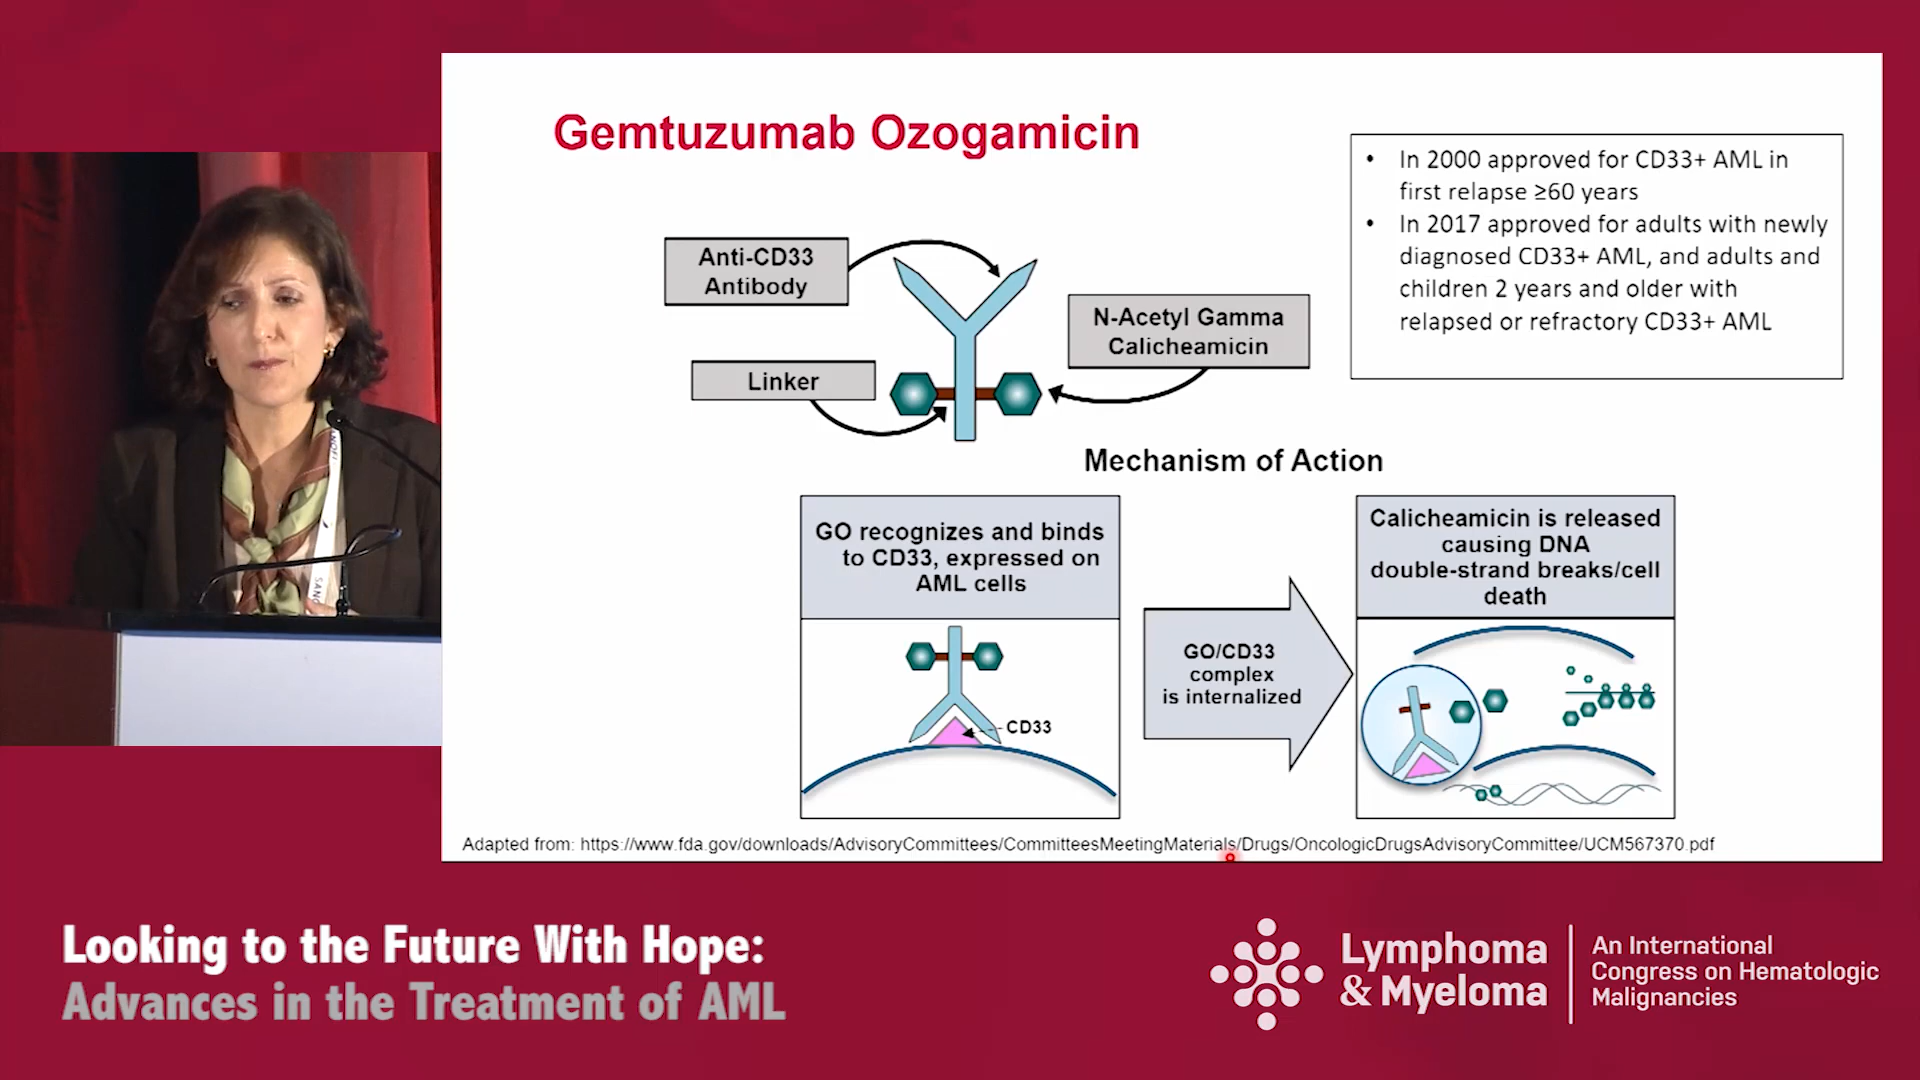 Gemtuzumab Ozogamicin
• In 2000 approved for CD33+ AML in
first relapse ≥60 years
• In 2017 approved for adults with newly
diagnosed CD33+ AML, and adults and
children 2 years and older with
relapsed or refractory CD33+ AML
Anti-CD33
Antibody
N-Acetyl Gamma
Calicheamicin
Linker
Mechanism of Action
GO recognizes and binds
to CD33, expressed on
AML cells
CD33
GO/CD33
complex
is internalized
Calicheamicin is released
causing DNA
double-strand breaks/cell
death
Adapted from: https://www.fda.gov/downloads/AdvisoryCommittees/CommitteesMeetingMaterials/Drugs/OncologicDrugsAdvisoryCommittee/UCM567370.pdf
Looking to the Future With Hope:
Advances in the Treatment of AML
Lymphoma
& Myeloma
An International
Congress on Hematologic
Malignancies